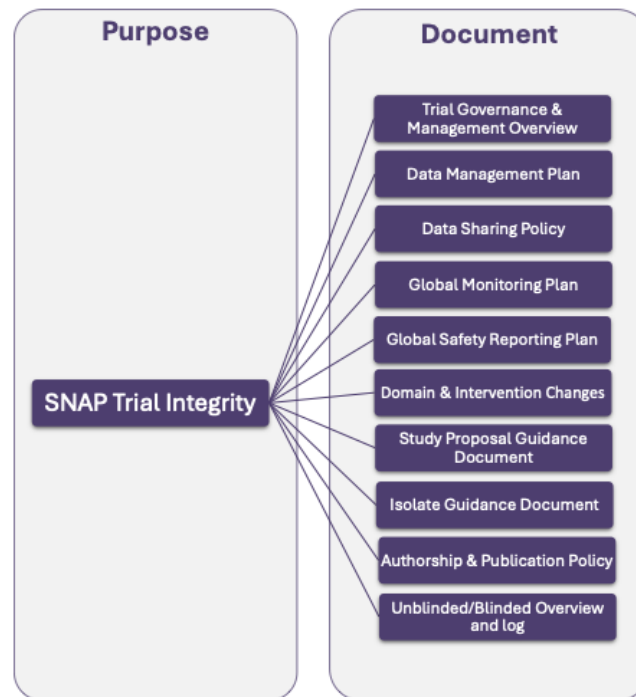 Purpose
Document
Trial Governance &
Management Overview
Data Management Plan
Data Sharing Policy
Global Monitoring Plan
Global Safety Reporting Plan
SNAP Trial Integrity
Domain & Intervention Changes
Study Proposal Guidance
Document
Isolate Guidance Document
Authorship & Publication Policy
Unblinded/Blinded Overview
and log